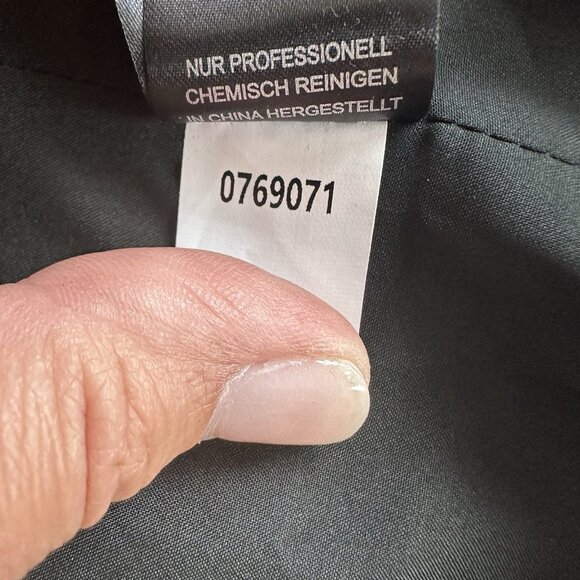 NUR PROFESSIONELL
CHEMISCH REINIGEN
IN CHINA HERGESTELLT
0769071